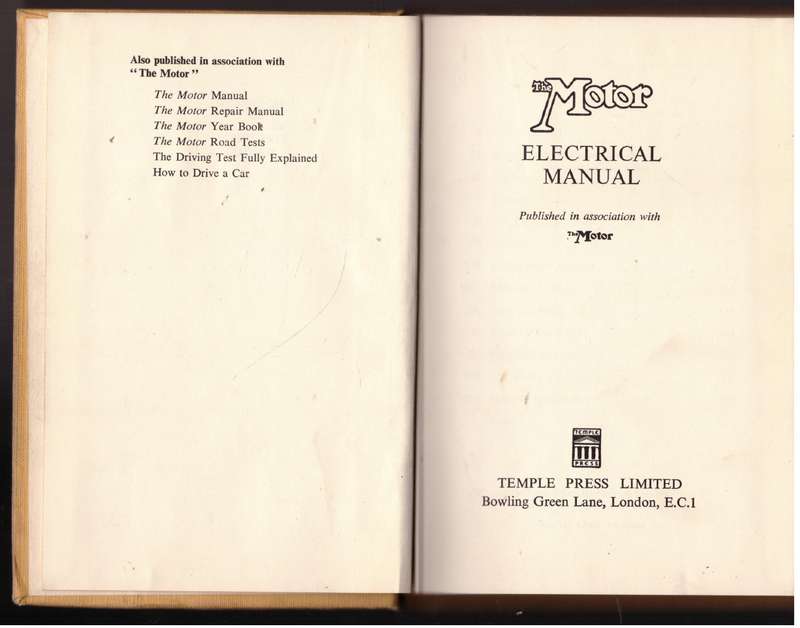 Also published in association with
“The Motor”
The Motor Manual
The Motor Repair Manual
The Motor Year Book
The Motor Road Tests
The Driving Test Fully Explained
How to Drive a Car
The Motor
ELECTRICAL
MANUAL
Published in association with
The Motor
TEMPLE
PRESS
TEMPLE PRESS LIMITED
Bowling Green Lane, London, E.C.1